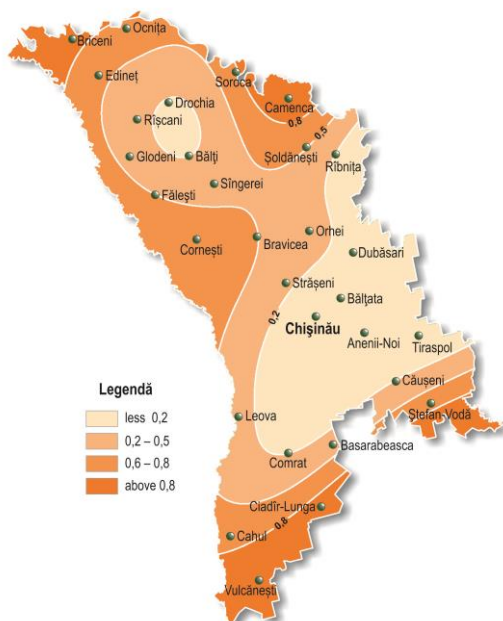 Ocnița
Briceni
Edineț
Soroca
Camenca
Drochia
0,8
Rîșcani
0,5
Șoldănești
Glodeni
Bălți
Rîbnița
Sîngerei
Fălești
Orhei
Cornești
Bravicea
Dubăsari
Strășeni
Bălțata
0,2
Chișinău
Anenii-Noi
Tiraspol
Căușeni
Legendă
less 0,2
0,2 – 0,5
0,6 – 0,8
above 0,8
Leova
Ștefan-Vodă
Basarabeasca
Comrat
Ciadîr-Lunga
0,8
Cahul
Vulcănești